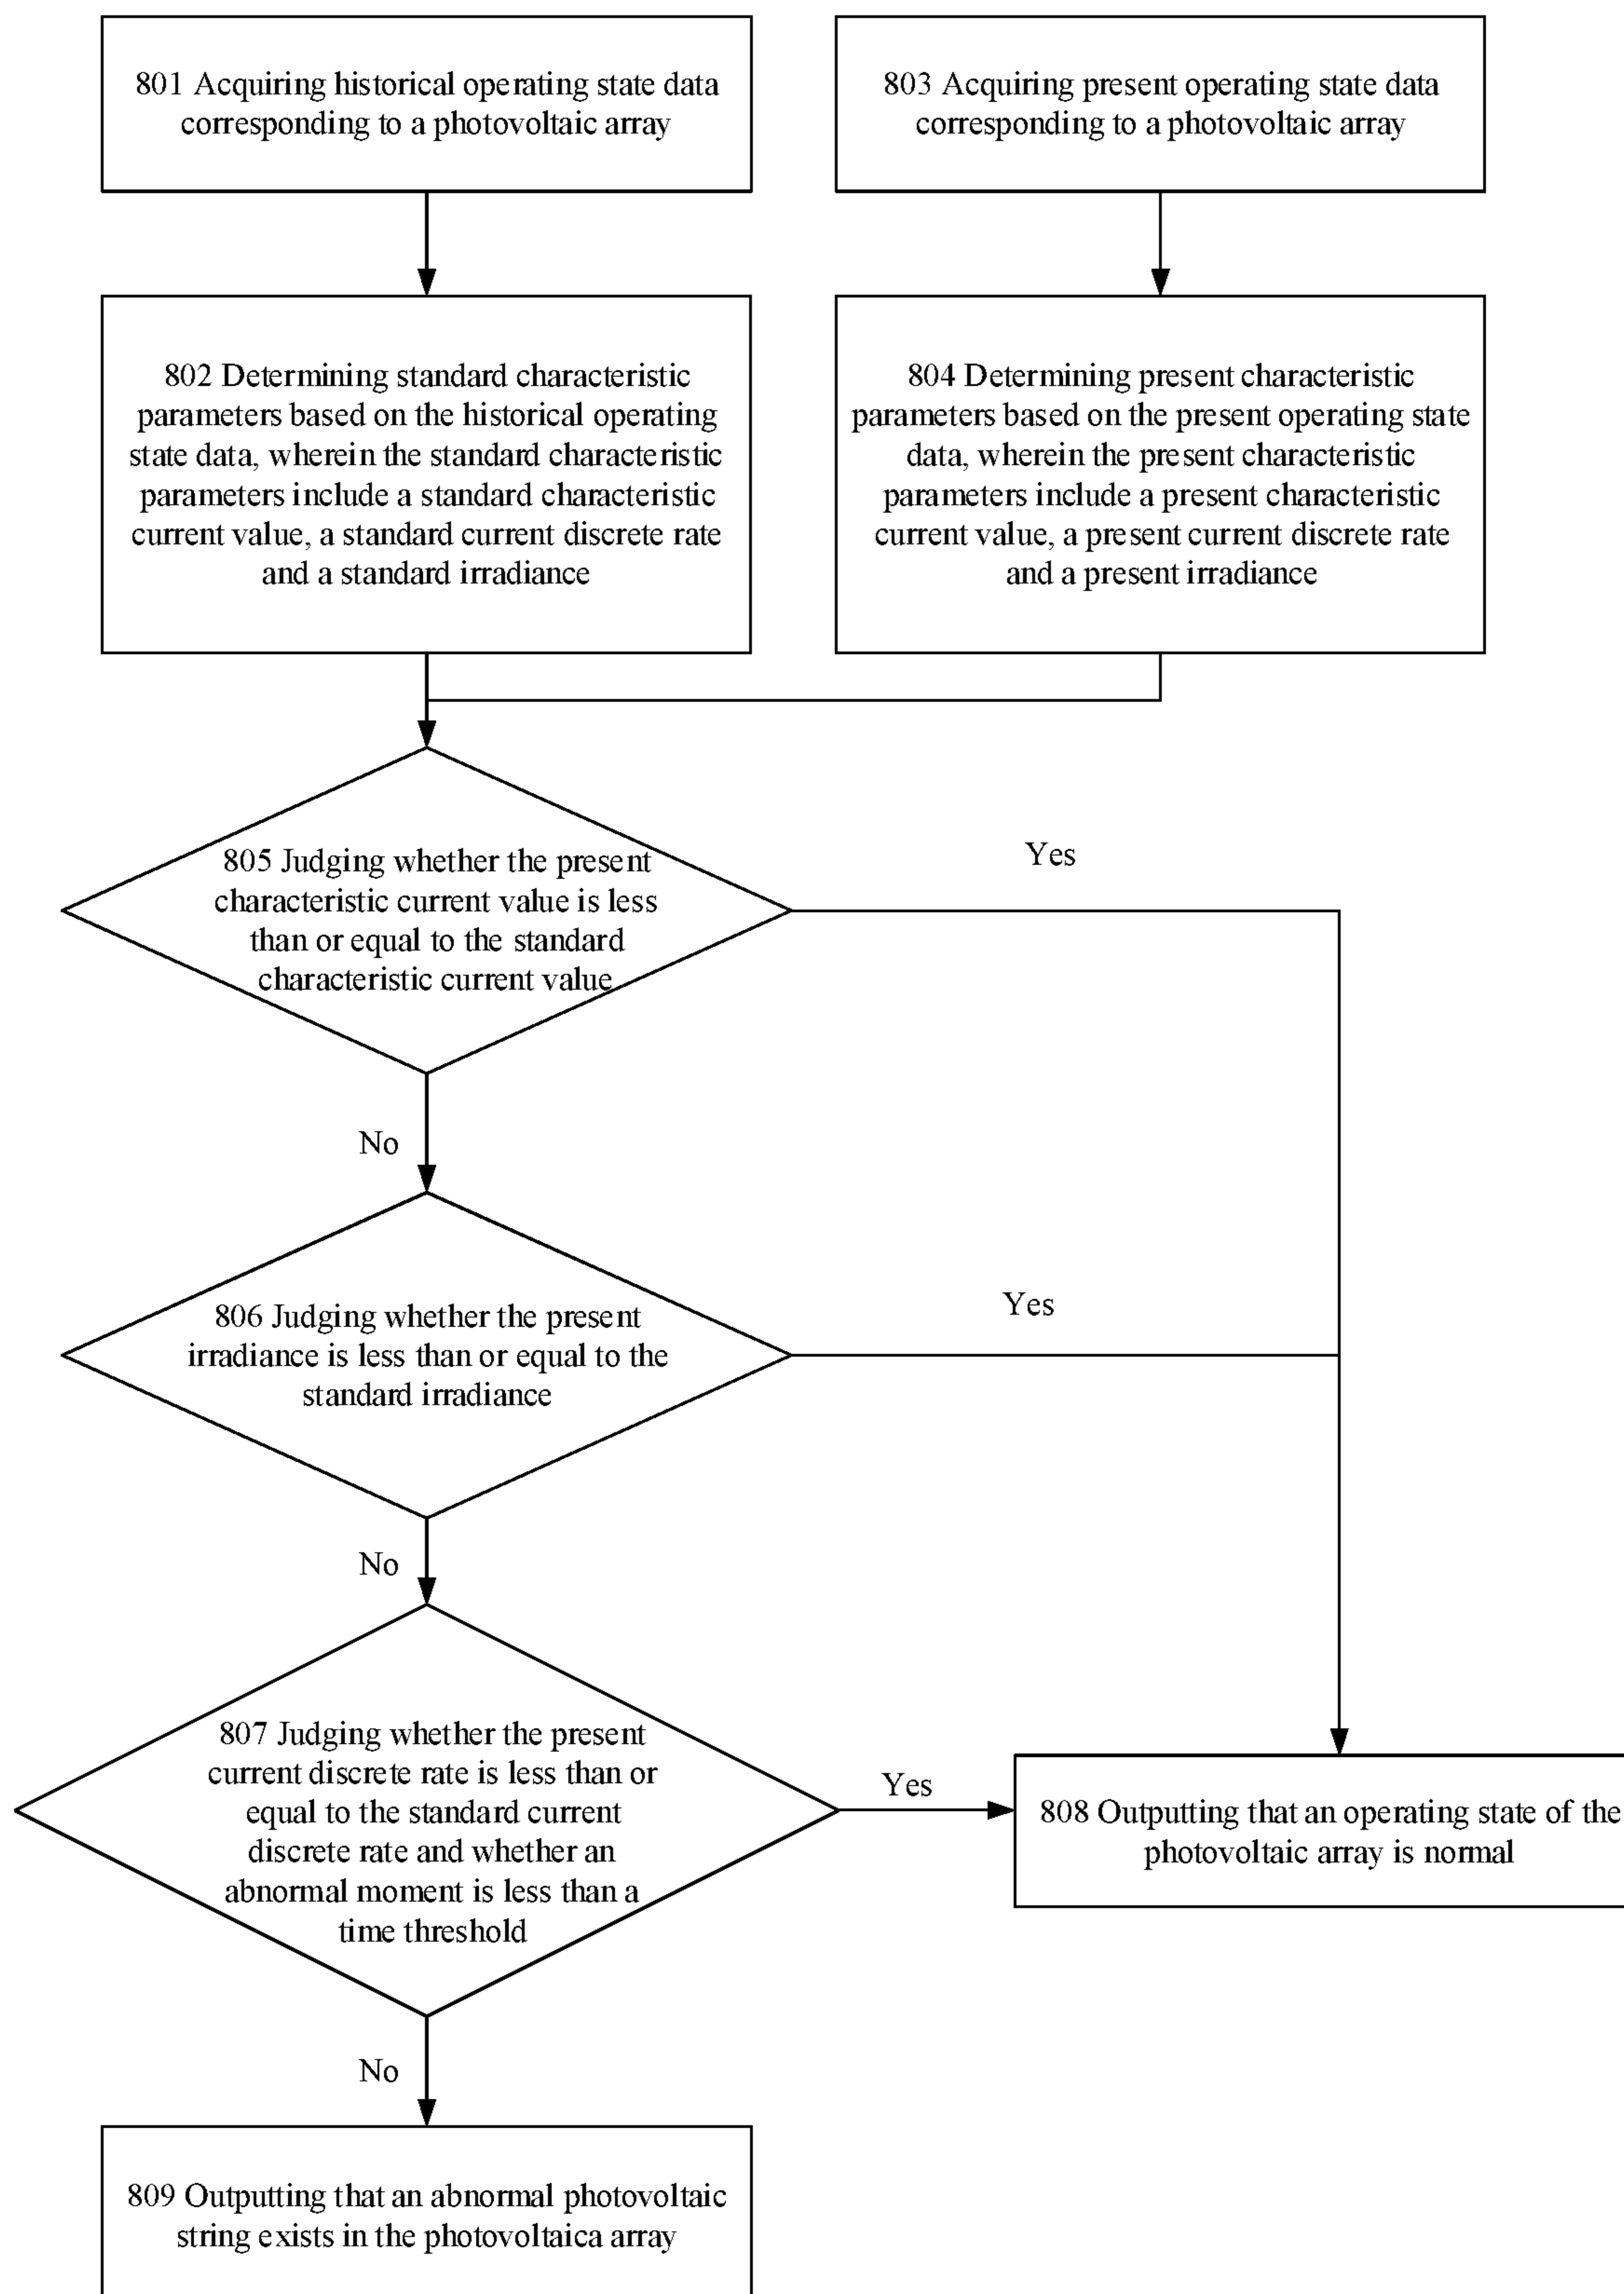 801 Acquiring historical operating state data
corresponding to a photovoltaic array
803 Acquiring present operating state data
corresponding to a photovoltaic array
802 Determining standard characteristic
parameters based on the historical operating
state data, wherein the standard characteristic
parameters include a standard characteristic
current value, a standard current discrete rate
and a standard irradiance
804 Determining present characteristic
parameters based on the present operating state
data, wherein the present characteristic
parameters include a present characteristic
current value, a present current discrete rate
and a present irradiance
805 Judging whether the present
characteristic current value is less
than or equal to the standard
characteristic current value
Yes
No
806 Judging whether the present
irradiance is less than or equal to the
standard irradiance
Yes
No
807 Judging whether the present
current discrete rate is less than or
equal to the standard current
discrete rate and whether an
abnormal moment is less than a
time threshold
Yes
808 Outputting that an operating state of the
photovoltaic array is normal
No
809 Outputting that an abnormal photovoltaic
string exists in the photovoltaica array